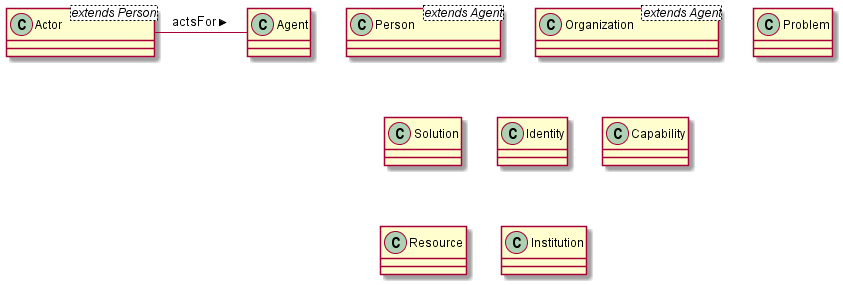 C Actor extends Person actsFor ▶ C Agent C Person extends Agent C Organization extends Agent C Problem
C Solution C Identity C Capability
C Resource C Institution